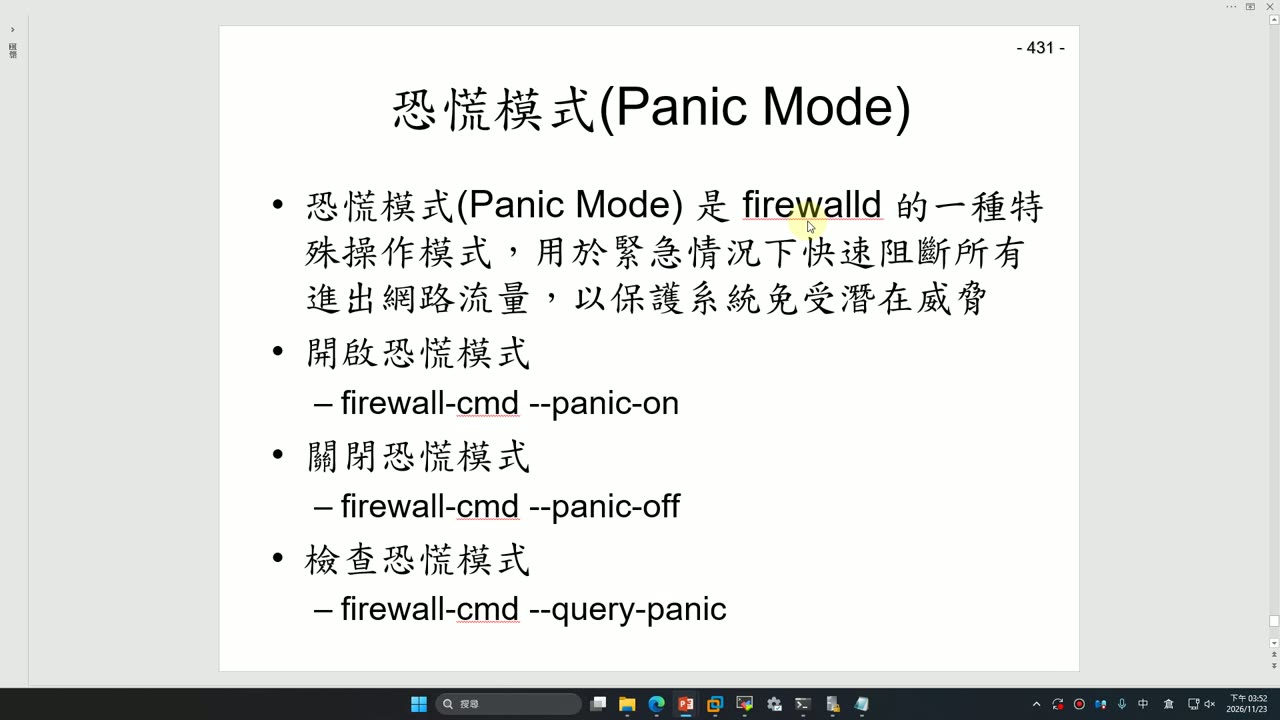 - 431 -
恐慌模式(Panic Mode)
• 恐慌模式(Panic Mode) 是 firewalld 的一種特
殊操作模式，用於緊急情況下快速阻斷所有
進出網路流量，以保護系統免受潛在威脅
• 開啟恐慌模式
– firewall-cmd --panic-on
• 關閉恐慌模式
– firewall-cmd --panic-off
• 檢查恐慌模式
– firewall-cmd --query-panic
搜尋
中
下午 03:52
2026/11/23